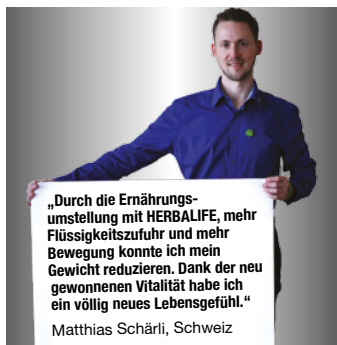 „Durch die Ernährungs-
umstellung mit HERBALIFE, mehr
Flüssigkeitszufuhr und mehr
Bewegung konnte ich mein
Gewicht reduzieren. Dank der neu
gewonnenen Vitalität habe ich
ein völlig neues Lebensgefühl.“
Matthias Schärli, Schweiz